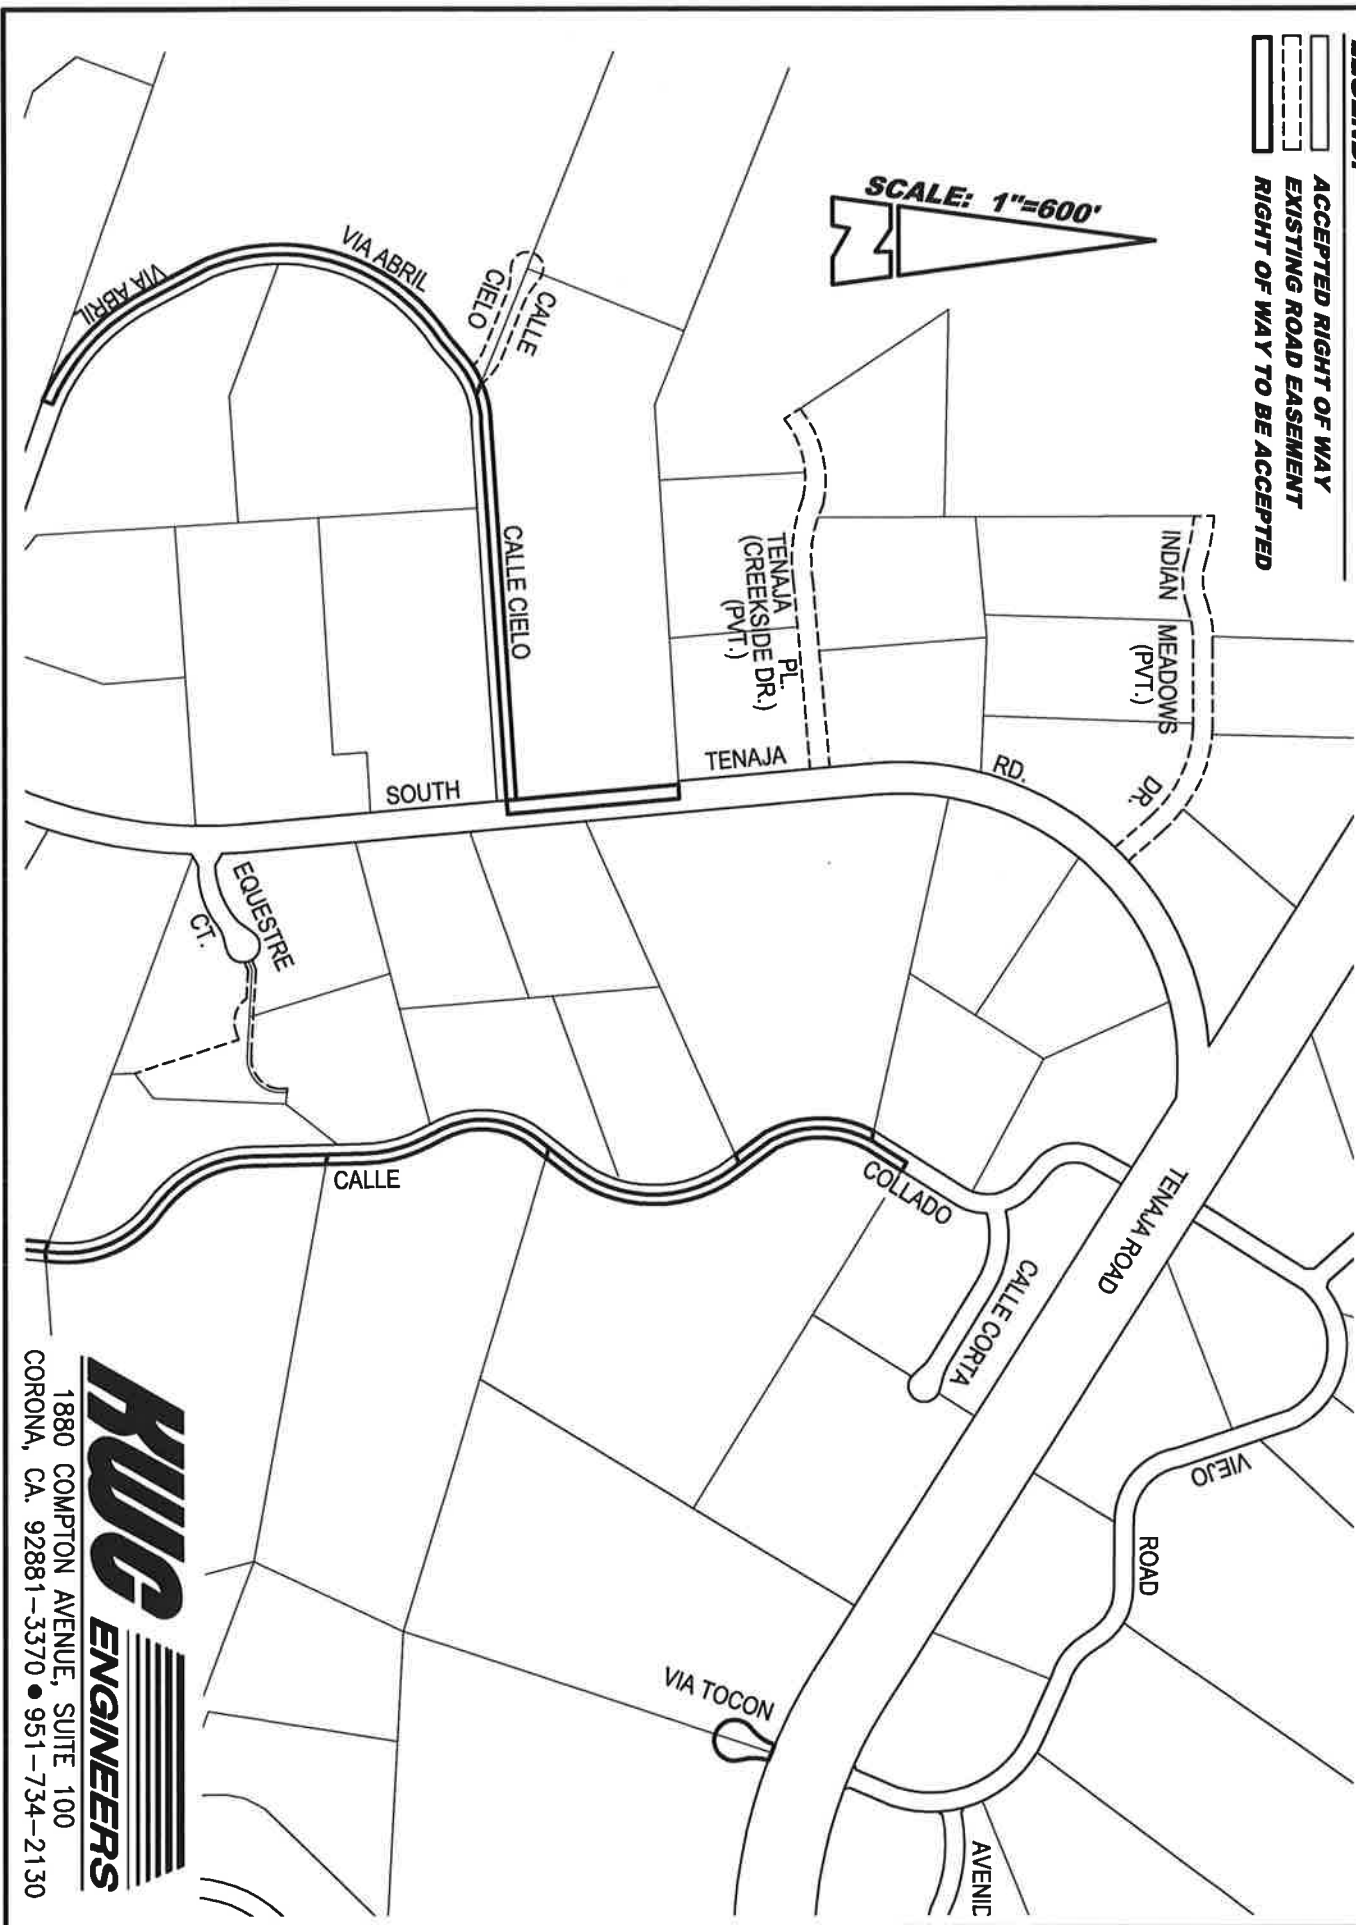 ACCEPTED RIGHT OF WAY
EXISTING ROAD EASEMENT
RIGHT OF WAY TO BE ACCEPTED
SCALE: 1"=600'
N
INDIAN MEADOWS
(PVT.)
DR.
TENAJA PL.
(CREEKSIDE DR.)
(PVT.)
CALLE
CIELO
VIA ABRIL
VIA ABRIL
CALLE CIELO
SOUTH TENAJA RD.
EQUESTRE
CT.
CALLE COLLADO
CALLE CORTA
TENAJA ROAD
VIEJO
ROAD
VIA TOCON
AVENID
KWC ENGINEERS
1880 COMPTON AVENUE, SUITE 100
CORONA, CA. 92881-3370 • 951-734-2130